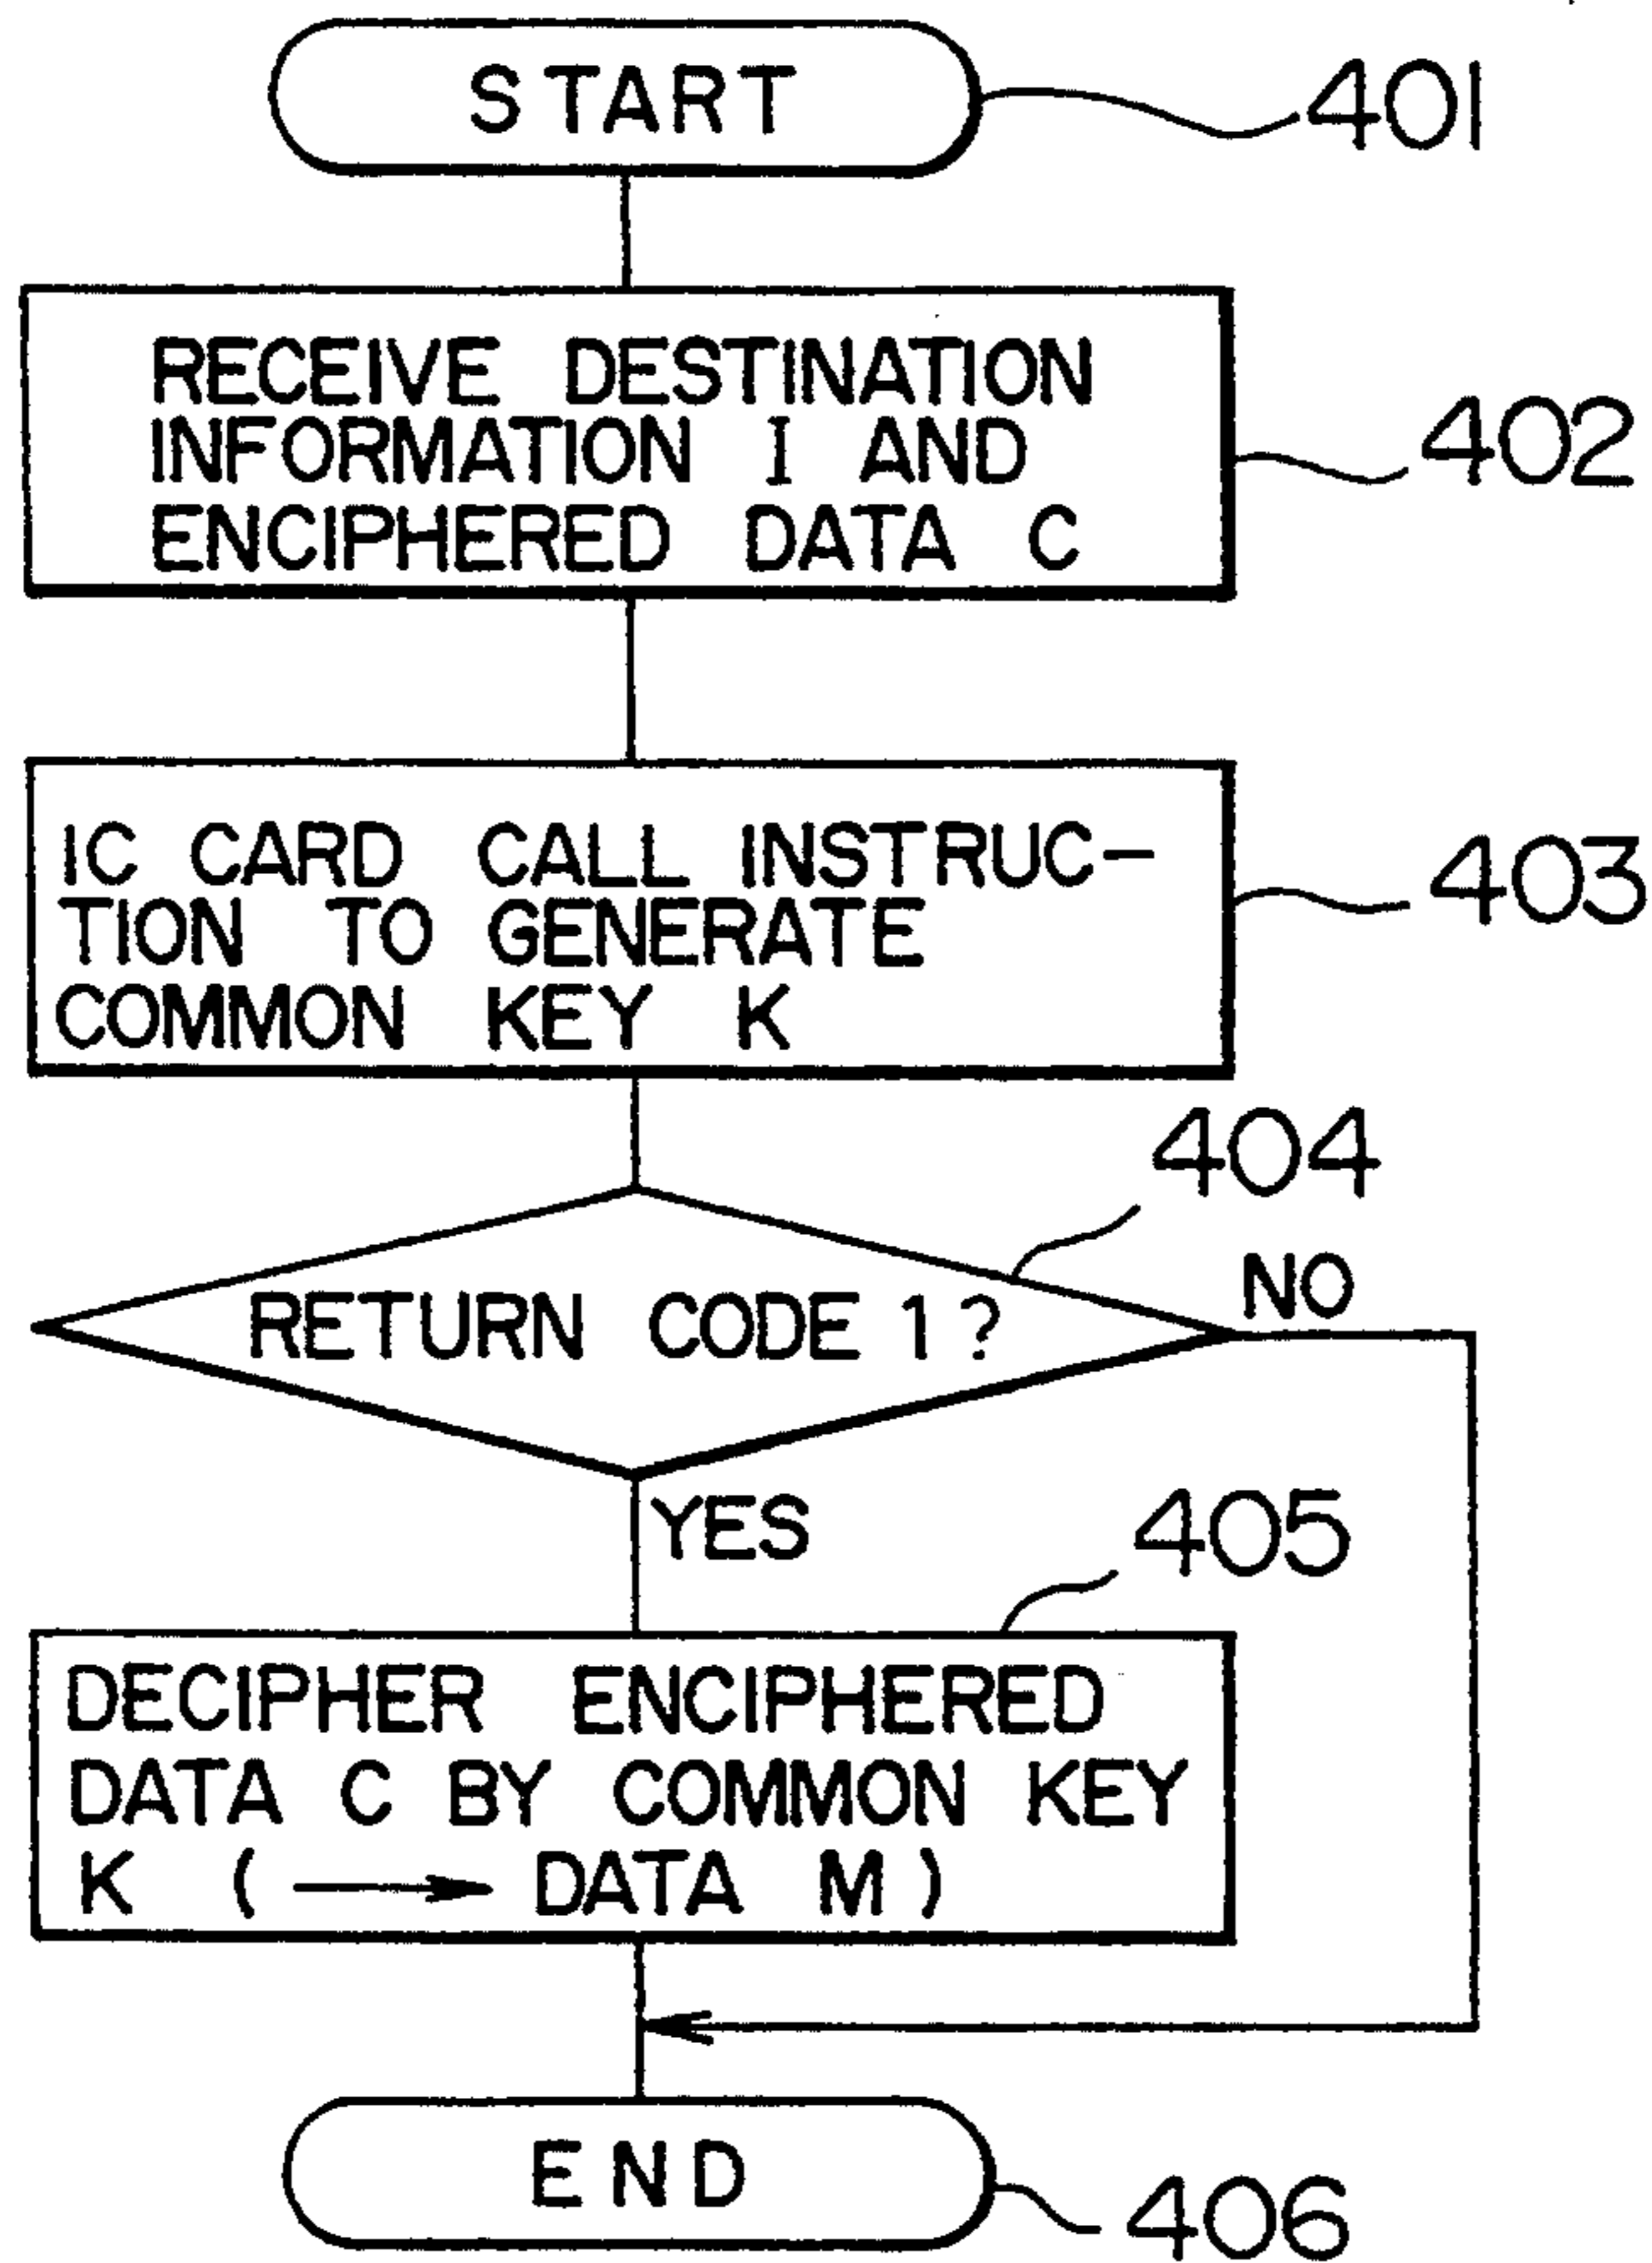 START
401
RECEIVE DESTINATION
INFORMATION I AND
ENCIPHERED DATA C
402
IC CARD CALL INSTRUC-
TION TO GENERATE
COMMON KEY K
403
404
RETURN CODE 1?
NO
YES
405
DECIPHER ENCIPHERED
DATA C BY COMMON KEY
K (⟶ DATA M)
END
406